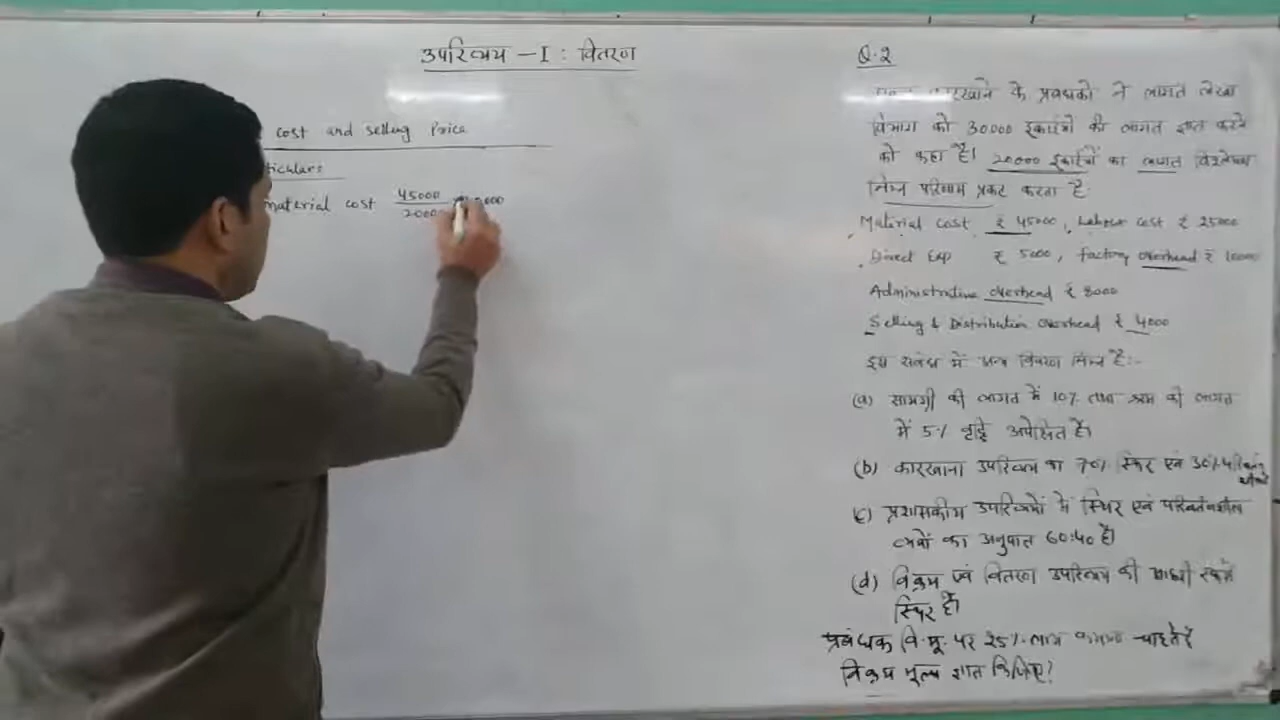 उपरिव्यय - I : वितरण
cost and selling Price
ticulars
material cost 45000
2000
Q.2
के प्रबंधको ने लागत लेखा
विभाग को 30000 इकाइयों की लागत ज्ञात करने
को कहा है। 20000 इकाईयों का लागत विश्लेषण
निम्न परिणाम प्रकट करता है:
Material Cost ₹ 45000, Labour cost ₹ 25000
Direct Exp ₹ 5000, factory overhead ₹
Administrative overhead ₹ 8000
Selling & Distribution overhead ₹ 4000
इस संबंध में अन्य विवरण निम्न है:-
(a) सामग्री की लागत में 10% तथा श्रम की लागत
में 5% वृद्धि अपेक्षित है।
(b) कारखाना उपरिव्यय का 70% स्थिर एवं 30%
(c) प्रशासकीय उपरिव्ययों में स्थिर एवं परिवर्तनशील
व्ययों का अनुपात 60:40 है।
(d) विक्रय एवं वितरण उपरिव्यय की आधी रकम
स्थिर है।
प्रबंधक वि.मू. पर 25% लाभ कमाना चाहते है
विक्रय मूल्य ज्ञात कीजिए?